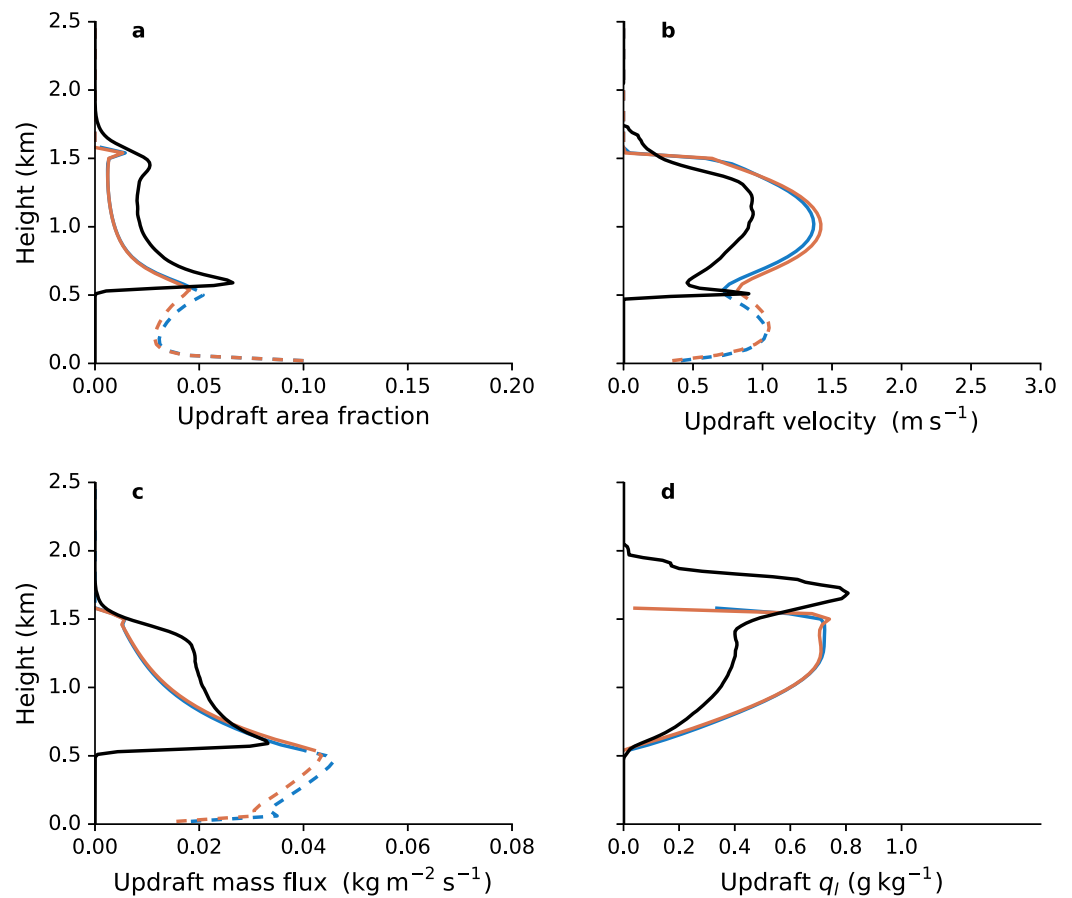 a
2.5
2.0
1.5
1.0
0.5
0.0
Height (km)
0.00 0.05 0.10 0.15 0.20
Updraft area fraction
b
0.0 0.5 1.0 1.5 2.0 2.5 3.0
Updraft velocity (m s⁻¹)
c
2.5
2.0
1.5
1.0
0.5
0.0
Height (km)
0.00 0.02 0.04 0.06 0.08
Updraft mass flux (kg m⁻² s⁻¹)
d
0.0 0.2 0.4 0.6 0.8 1.0
Updraft qₗ (g kg⁻¹)